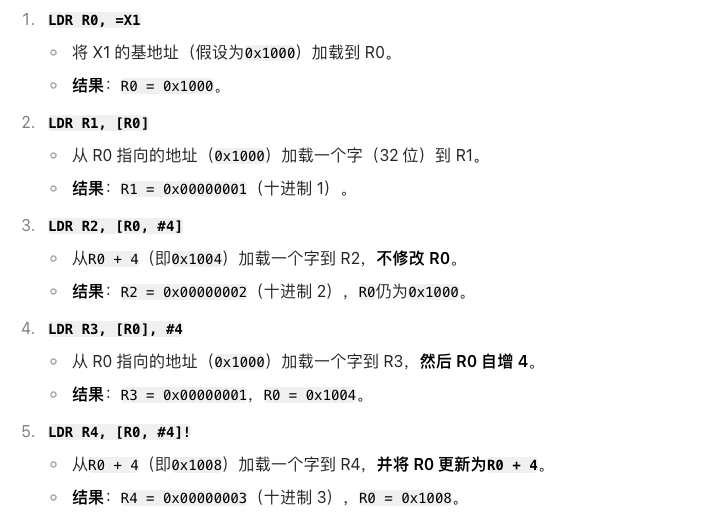 1. LDR R0, =X1
将 X1 的基地址（假设为0x1000）加载到 R0。
结果：R0 = 0x1000。
2. LDR R1, [R0]
从 R0 指向的地址（0x1000）加载一个字（32 位）到 R1。
结果：R1 = 0x00000001（十进制 1）。
3. LDR R2, [R0, #4]
从R0 + 4（即0x1004）加载一个字到 R2，不修改 R0。
结果：R2 = 0x00000002（十进制 2），R0仍为0x1000。
4. LDR R3, [R0], #4
从 R0 指向的地址（0x1000）加载一个字到 R3，然后 R0 自增 4。
结果：R3 = 0x00000001，R0 = 0x1004。
5. LDR R4, [R0, #4]!
从R0 + 4（即0x1008）加载一个字到 R4，并将 R0 更新为R0 + 4。
结果：R4 = 0x00000003（十进制 3），R0 = 0x1008。